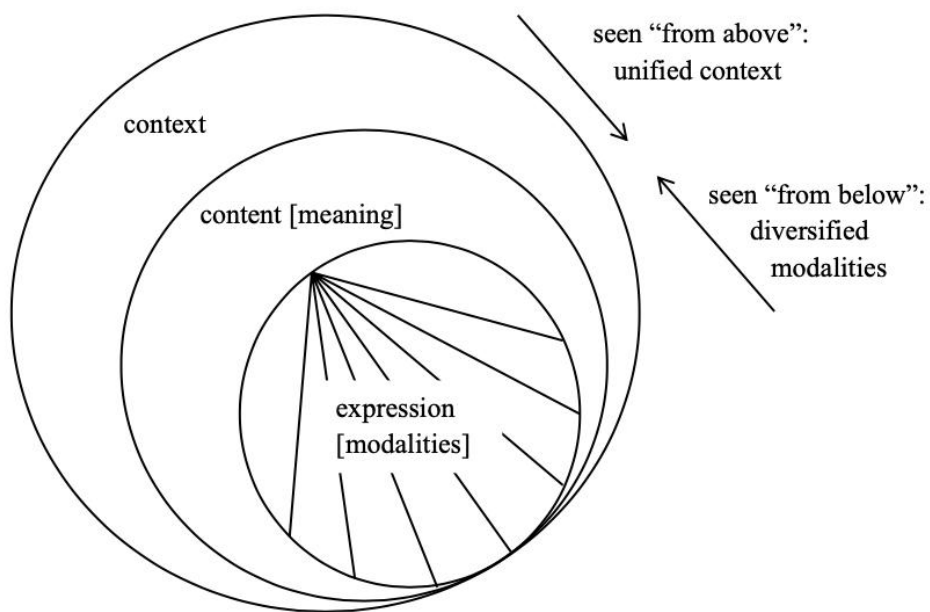 seen “from above”:
unified context
context
seen “from below”:
diversified
modalities
content [meaning]
expression
[modalities]